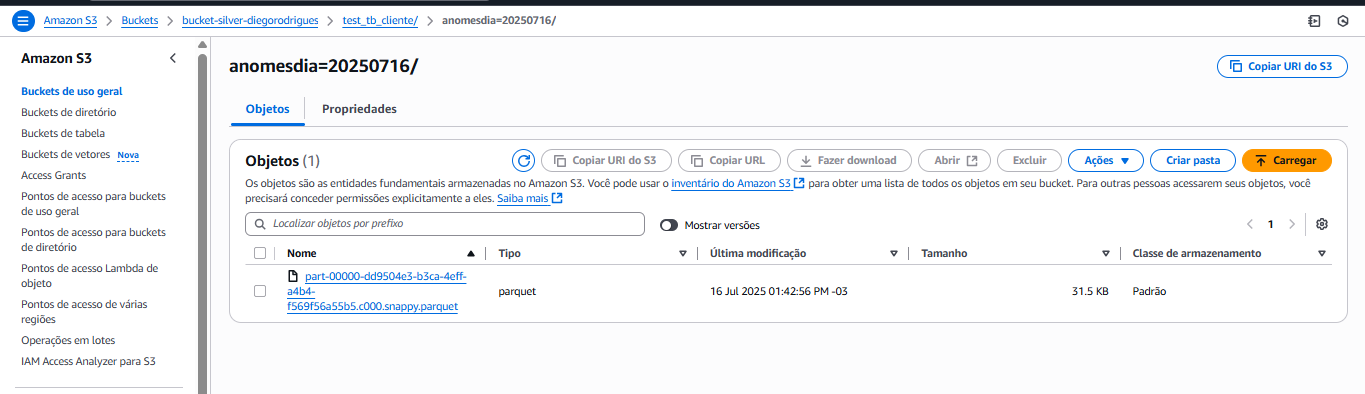 Amazon S3 > Buckets > bucket-silver-diegorodrigues > test_tb_cliente/ > anomesdia=20250716/
Amazon S3
Buckets de uso geral
Buckets de diretório
Buckets de tabela
Buckets de vetores Nova
Access Grants
Pontos de acesso para buckets
de uso geral
Pontos de acesso para buckets
de diretório
Pontos de acesso Lambda de
objeto
Pontos de acesso de várias
regiões
Operações em lotes
IAM Access Analyzer para S3
anomesdia=20250716/
Copiar URI do S3
Objetos Propriedades
Objetos (1)
Copiar URI do S3 Copiar URL Fazer download Abrir Excluir Ações Criar pasta Carregar
Os objetos são as entidades fundamentais armazenadas no Amazon S3. Você pode usar o inventário do Amazon S3 para obter uma lista de todos os objetos em seu bucket. Para outras pessoas acessarem seus objetos, você
precisará conceder permissões explicitamente a eles. Saiba mais
Localizar objetos por prefixo
Mostrar versões
1
Nome Tipo Última modificação Tamanho Classe de armazenamento
part-00000-dd9504e3-b3ca-4eff-
a4b4-
f569f56a55b5.c000.snappy.parquet
parquet 16 Jul 2025 01:42:56 PM -03 31.5 KB Padrão